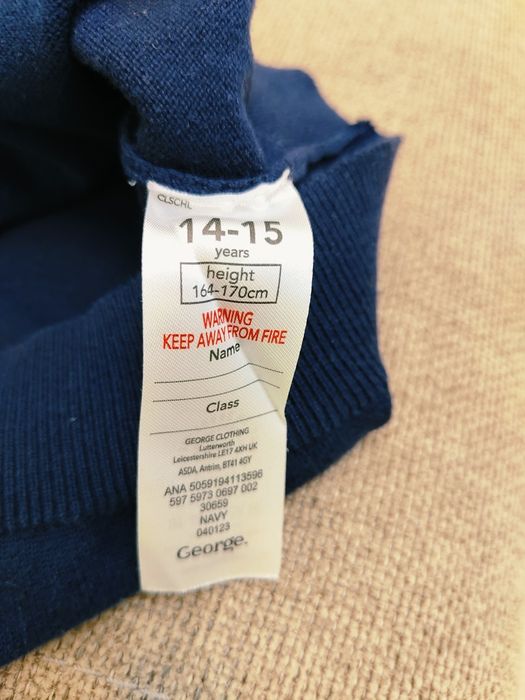 CLSCHL
14-15
years
height
164-170cm
WARNING
KEEP AWAY FROM FIRE
Name
Class
GEORGE CLOTHING
Lutterworth
Leicestershire LE17 4XH UK
ASDA, Antrim, BT41 4GY
ANA 5059194113596
597 5973 0697 002
30659
NAVY
040123
George.